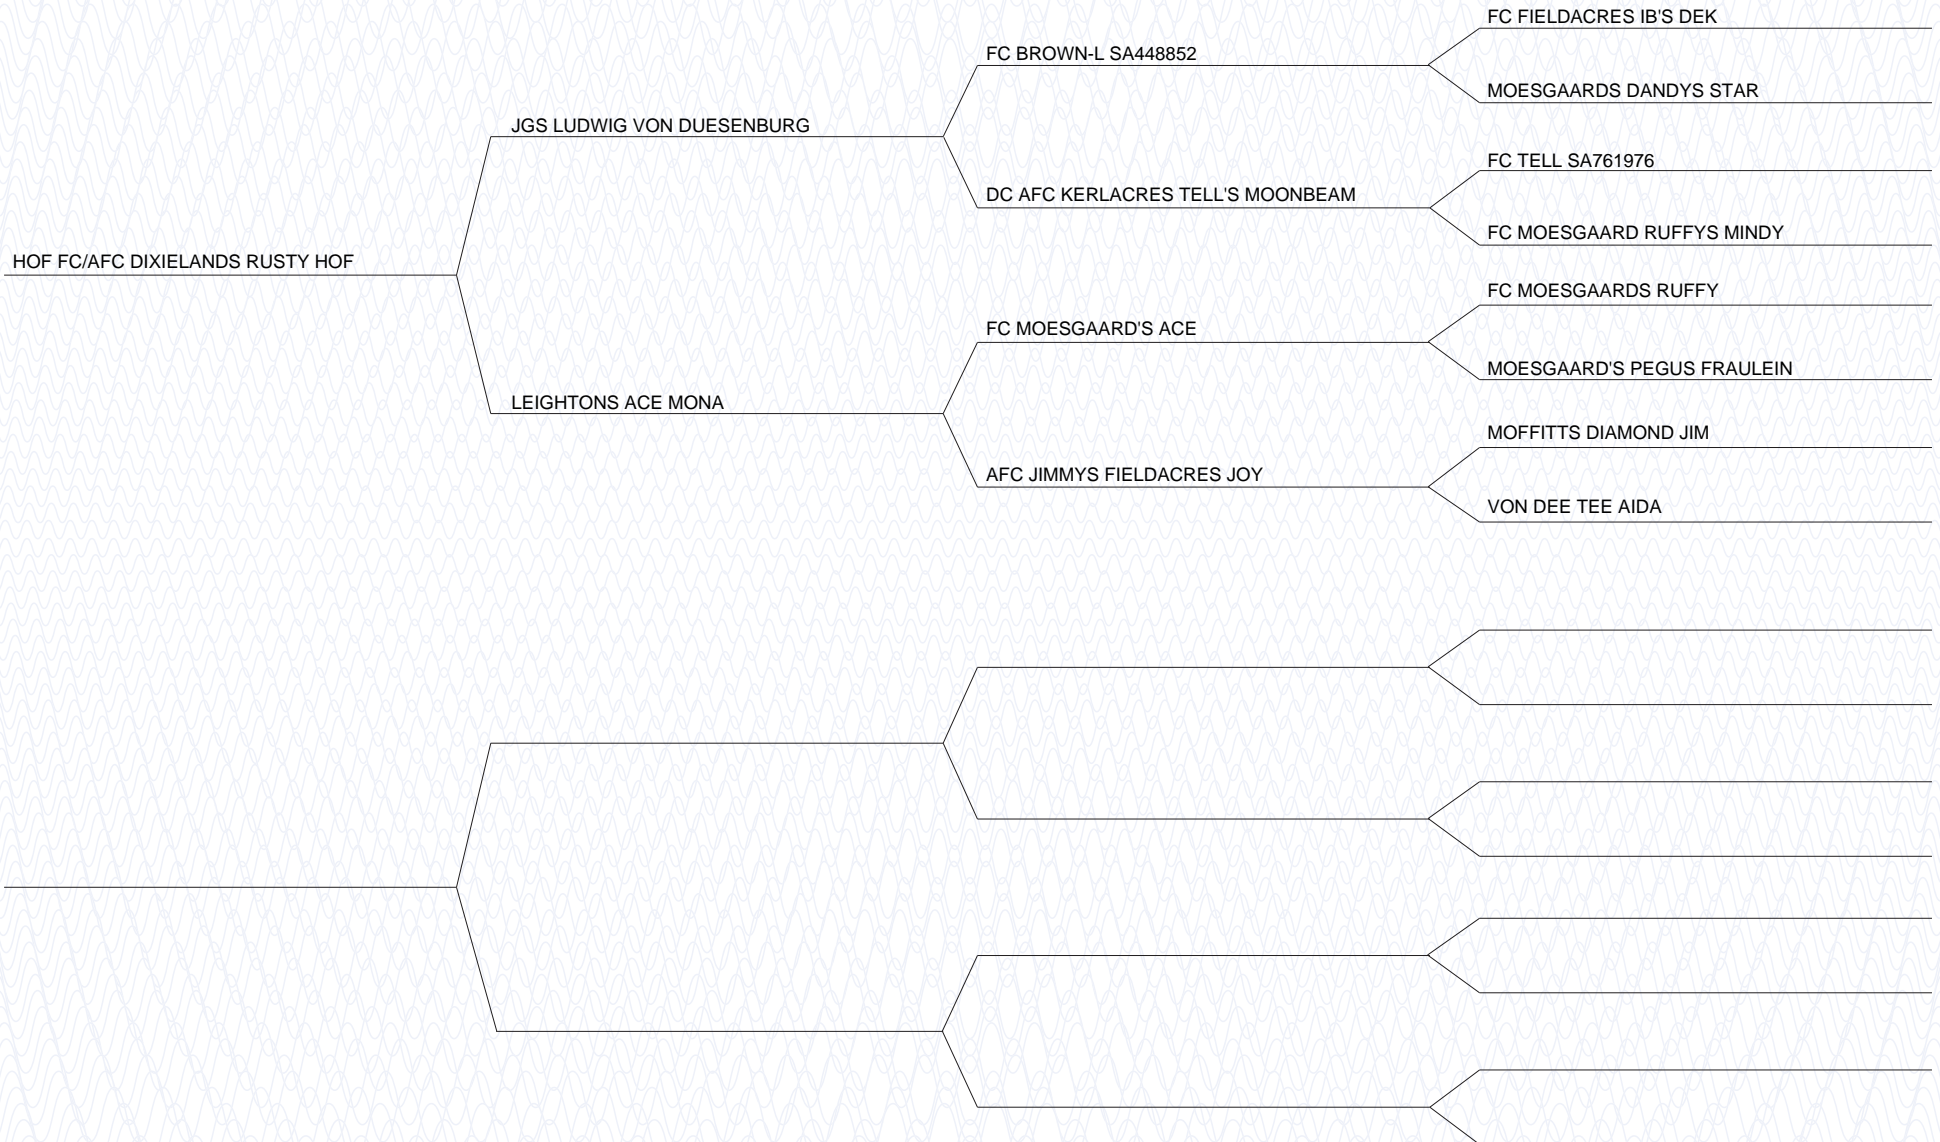 FC FIELDACRES IB'S DEK
FC BROWN-L SA448852
MOESGAARDS DANDYS STAR
JGS LUDWIG VON DUESENBURG
FC TELL SA761976
DC AFC KERLACRES TELL'S MOONBEAM
FC MOESGAARD RUFFYS MINDY
HOF FC/AFC DIXIELANDS RUSTY HOF
FC MOESGAARDS RUFFY
FC MOESGAARD'S ACE
MOESGAARD'S PEGUS FRAULEIN
LEIGHTONS ACE MONA
MOFFITTS DIAMOND JIM
AFC JIMMYS FIELDACRES JOY
VON DEE TEE AIDA